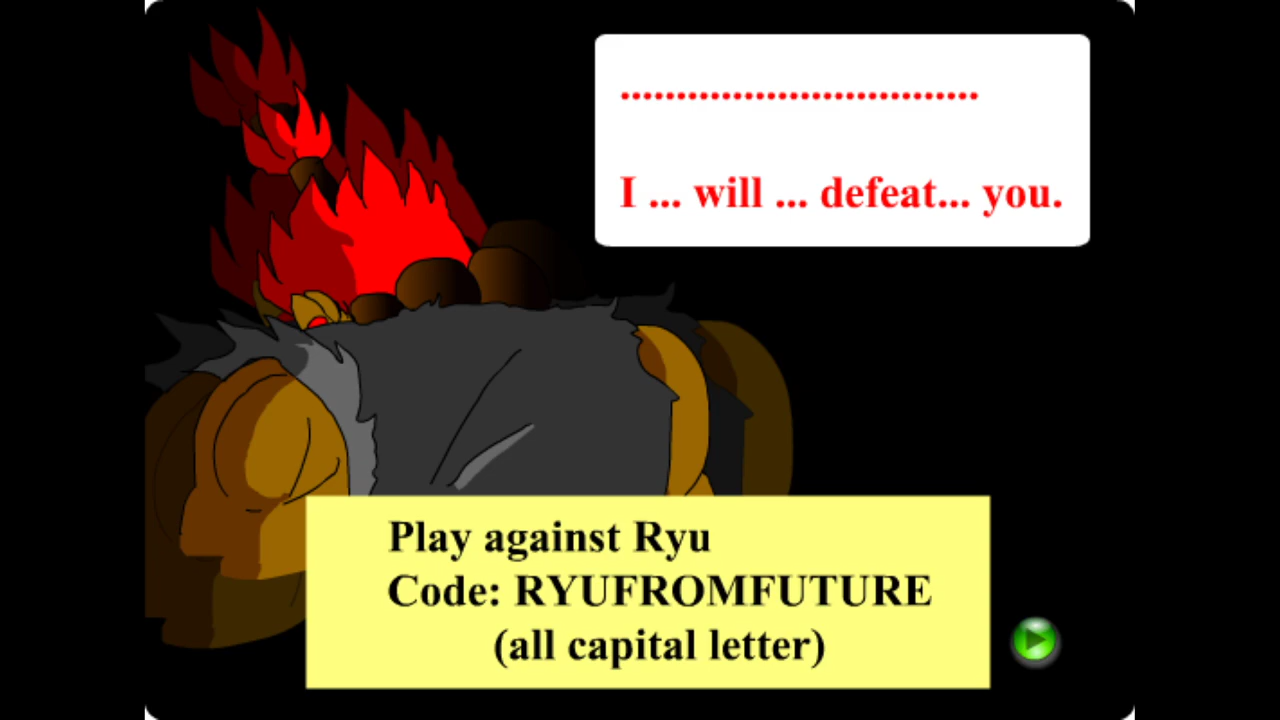 ................................
I ... will ... defeat... you.
Play against Ryu
Code: RYUFROMFUTURE
(all capital letter)